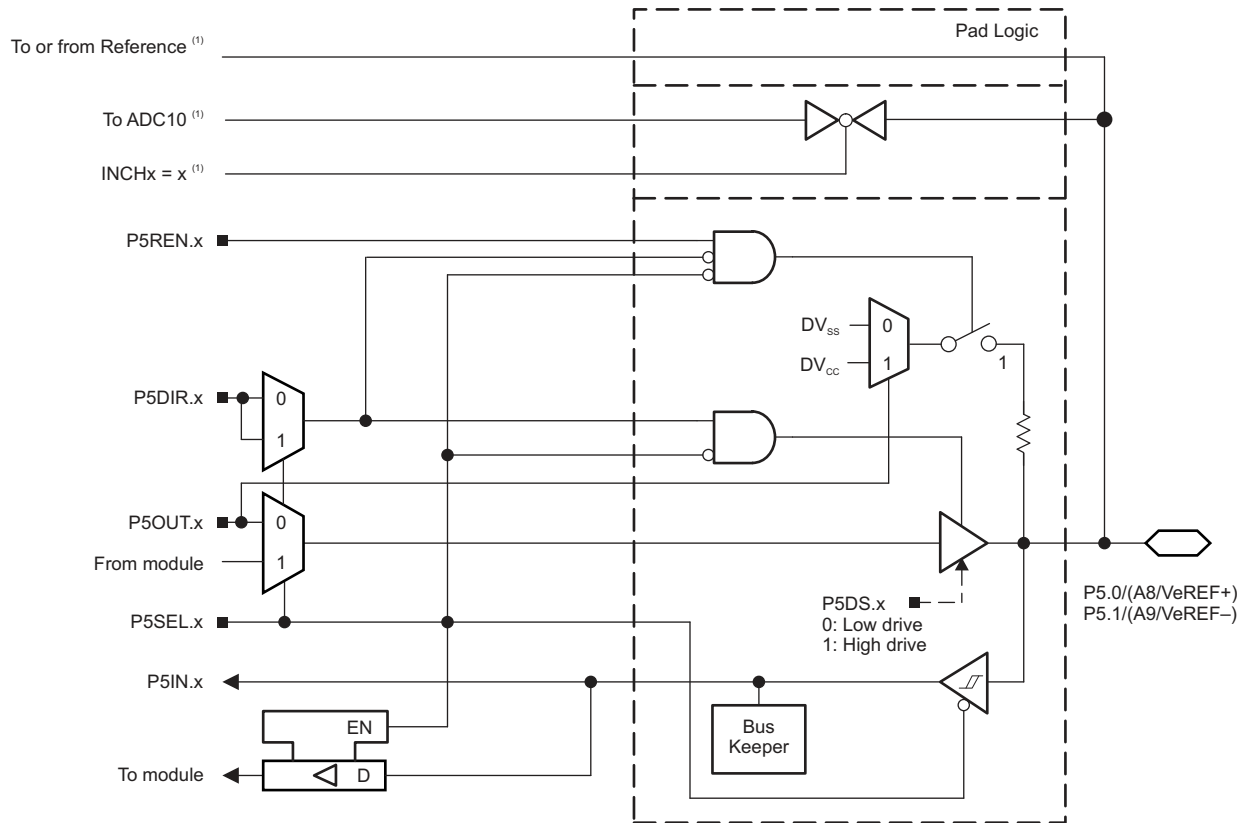 Pad Logic
To or from Reference (1)
To ADC10 (1)
INCHx = x (1)
P5REN.x
DVSS
0
DVCC
1
1
P5DIR.x
0
1
P5OUT.x
0
From module
1
P5SEL.x
P5DS.x
0: Low drive
1: High drive
P5.0/(A8/VeREF+)
P5.1/(A9/VeREF–)
P5IN.x
Bus
Keeper
EN
To module
D